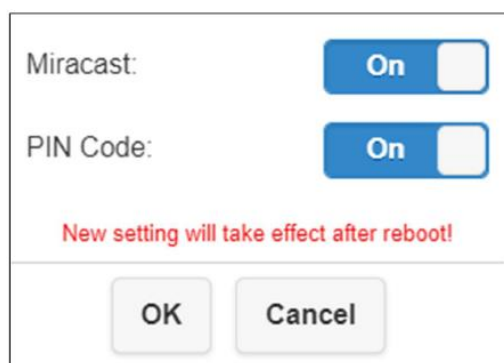 Miracast: On
PIN Code: On
New setting will take effect after reboot!
OK Cancel